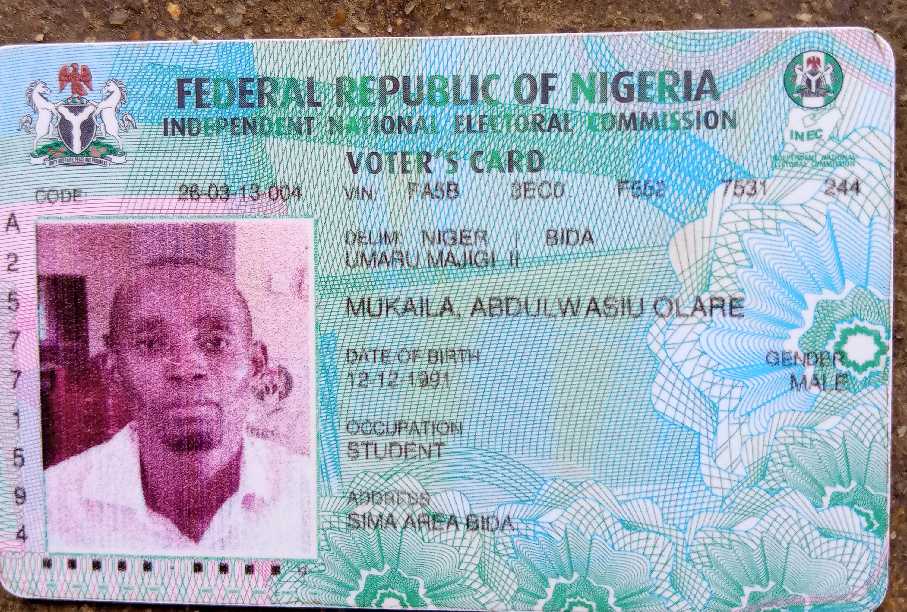 FEDERAL REPUBLIC OF NIGERIA
INDEPENDENT NATIONAL ELECTORAL COMMISSION
INEC
VOTER'S CARD
CODE: 26-03-13-004 VIN: FA5B 3EC0 F552 7531 244
DELIM: NIGER | BIDA
UMARU MAJIGI II
MUKAILA, ABDULWASIU OLARE
DATE OF BIRTH
12-12-1991
GENDER
MALE
OCCUPATION
STUDENT
ADDRESS
SIMA AREA BIDA
A
2
5
7
7
1
5
9
4